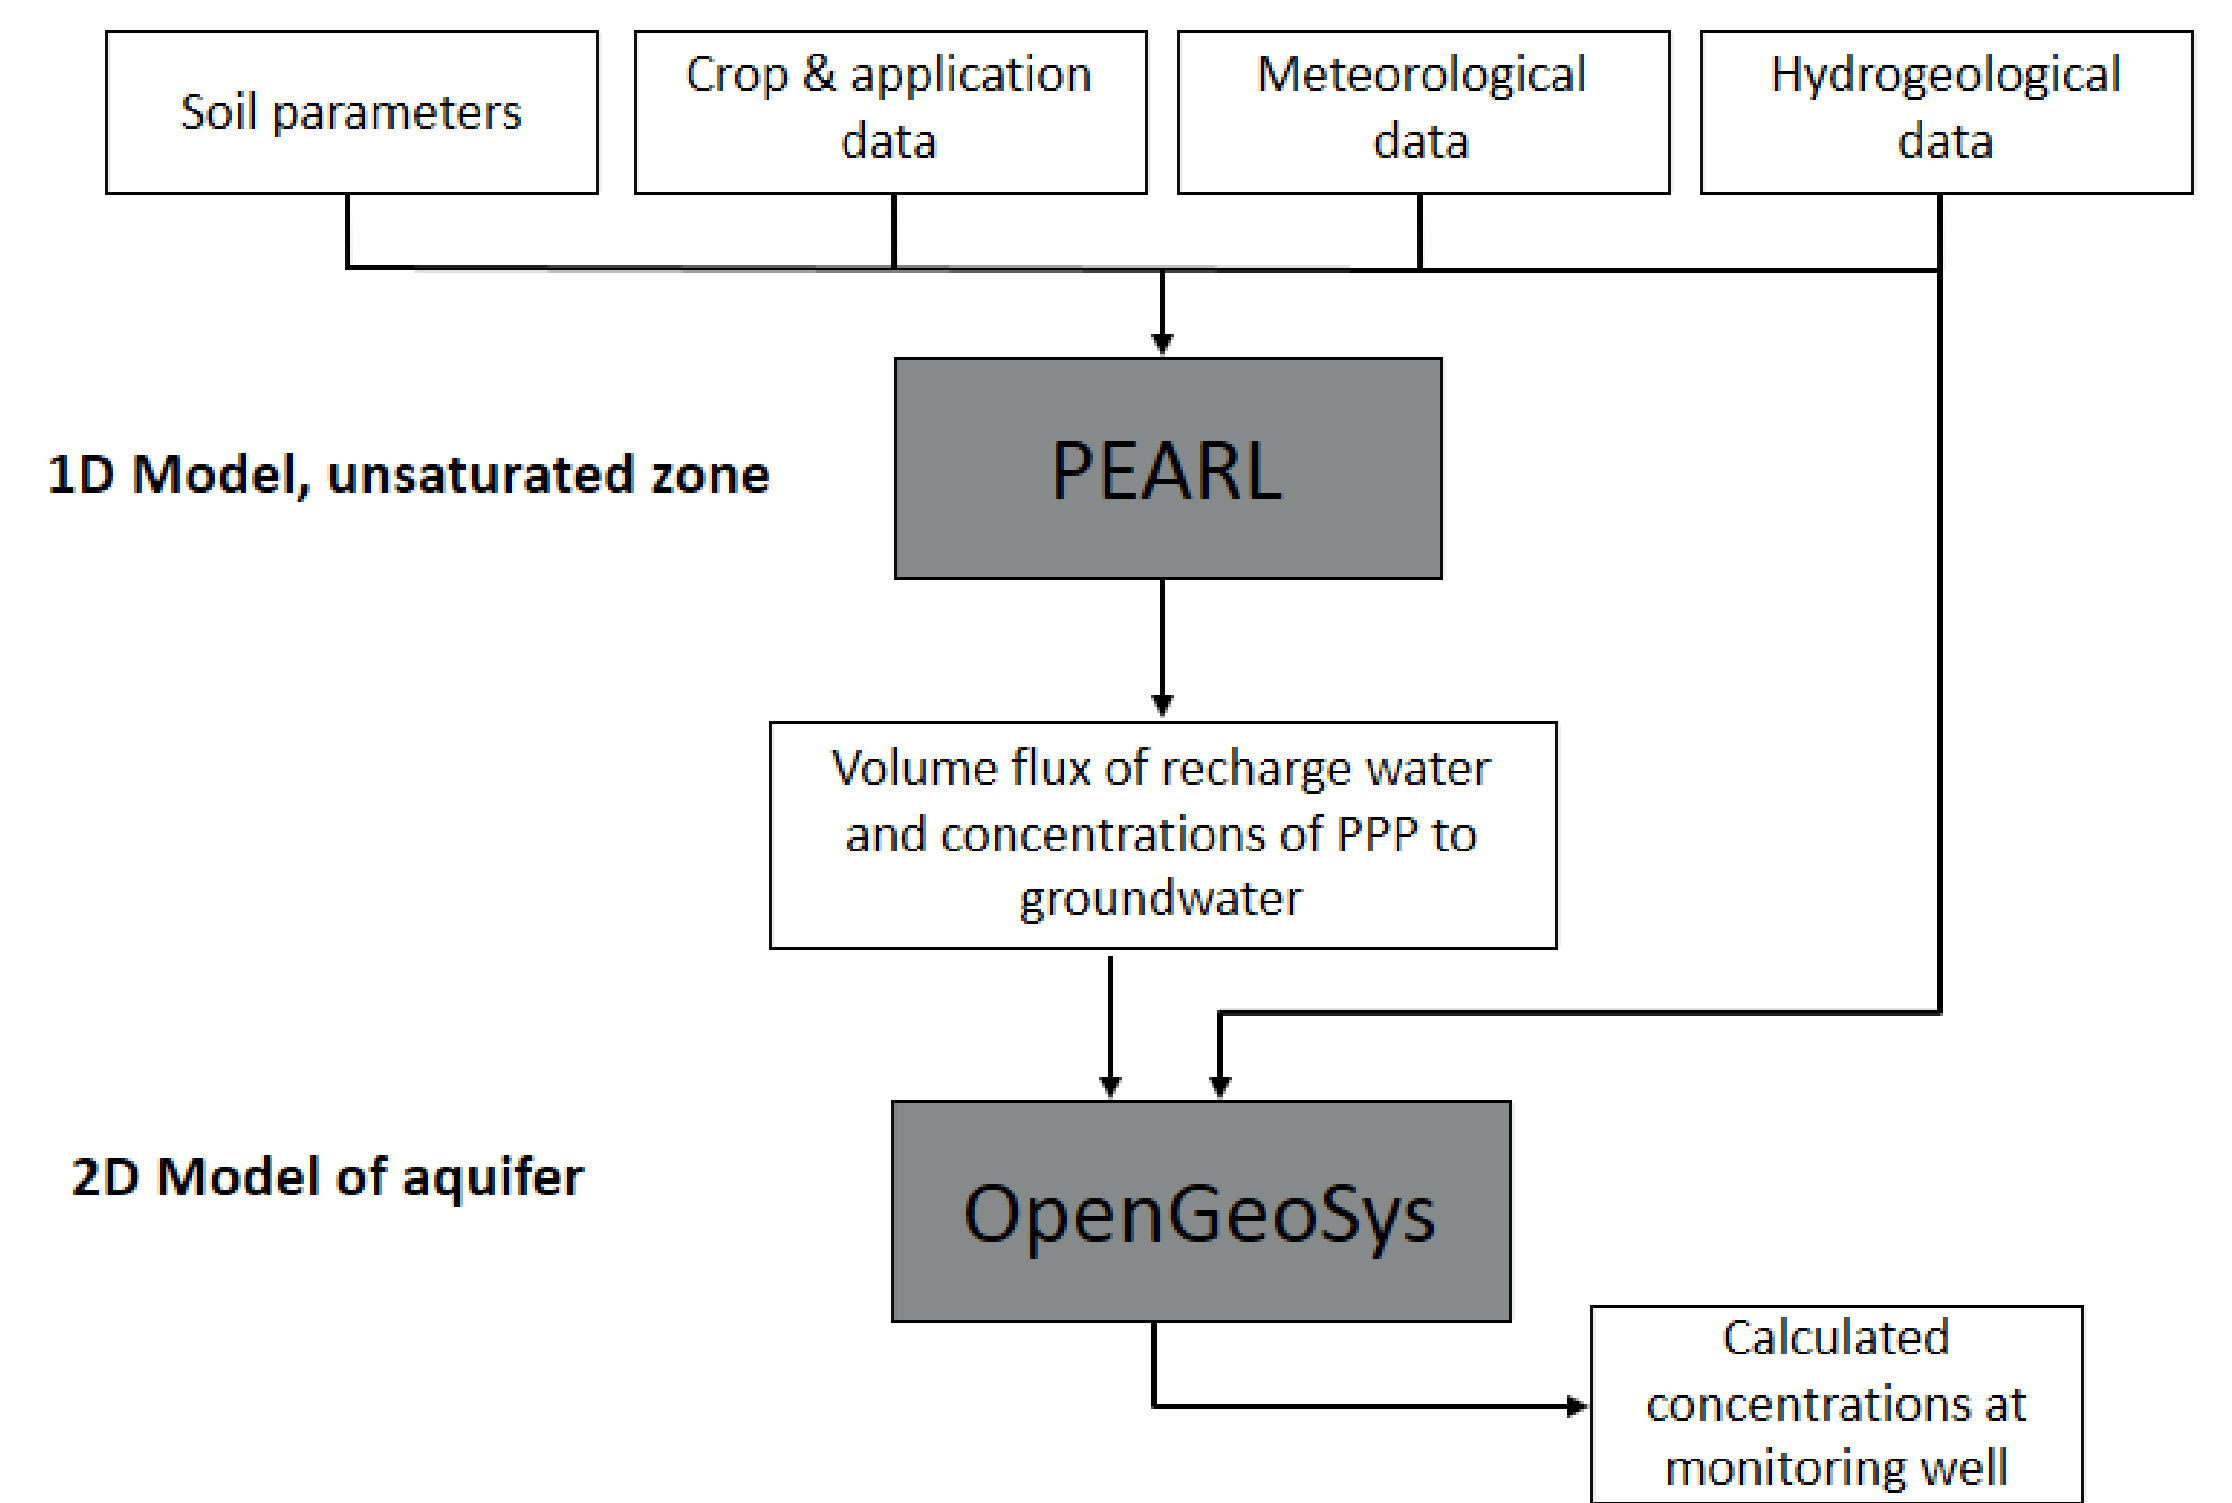 Soil parameters
Crop & application
data
Meteorological
data
Hydrogeological
data
PEARL
1D Model, unsaturated zone
Volume flux of recharge water
and concentrations of PPP to
groundwater
2D Model of aquifer
OpenGeoSys
Calculated
concentrations at
monitoring well